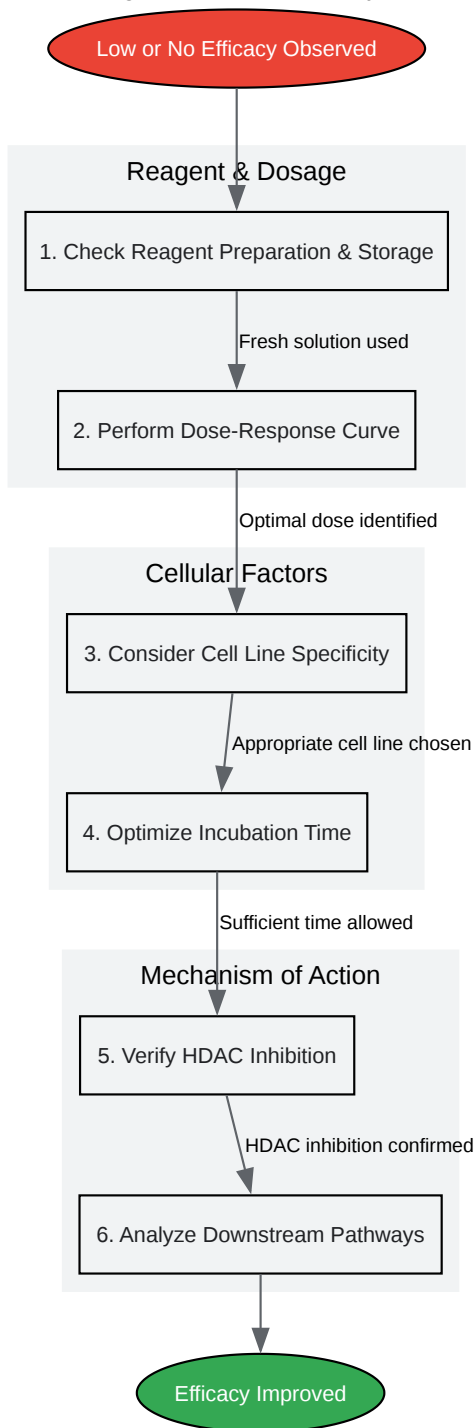 Low or No Efficacy Observed
Reagent & Dosage
1. Check Reagent Preparation & Storage
Fresh solution used
2. Perform Dose-Response Curve
Optimal dose identified
Cellular Factors
3. Consider Cell Line Specificity
Appropriate cell line chosen
4. Optimize Incubation Time
Sufficient time allowed
Mechanism of Action
5. Verify HDAC Inhibition
HDAC inhibition confirmed
6. Analyze Downstream Pathways
Efficacy Improved